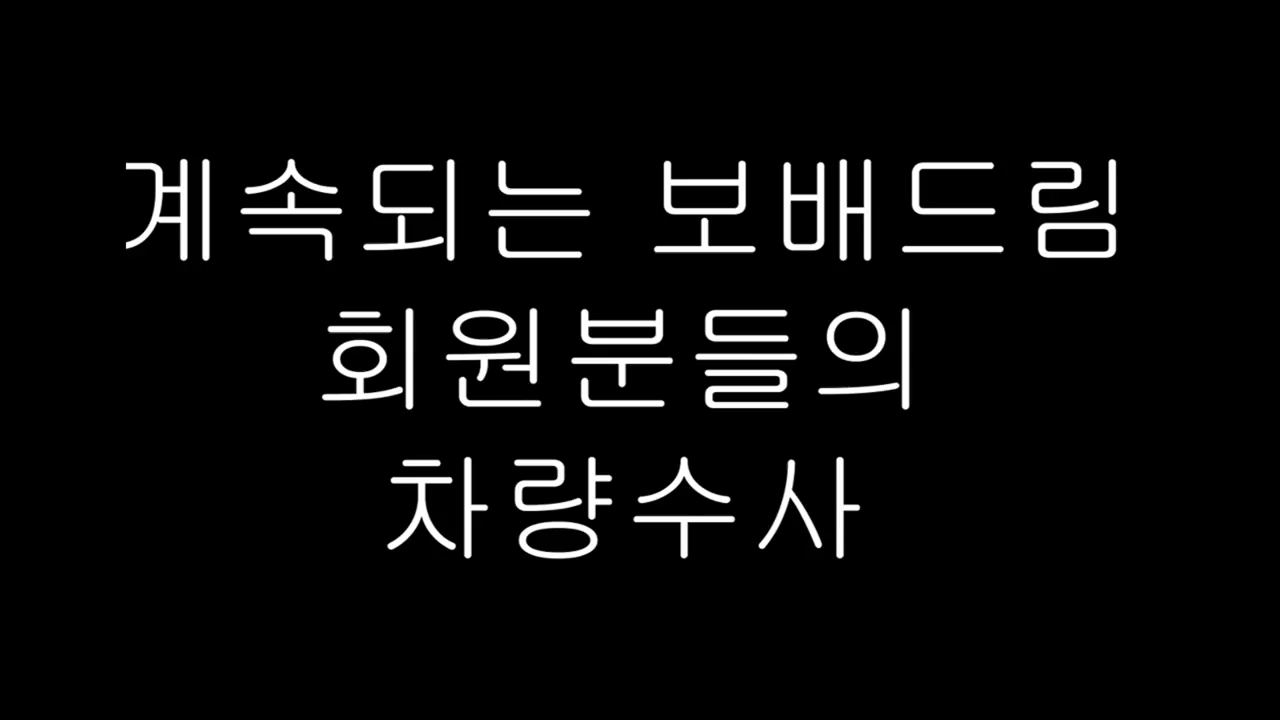 계속되는 보배드림
회원분들의
차량수사